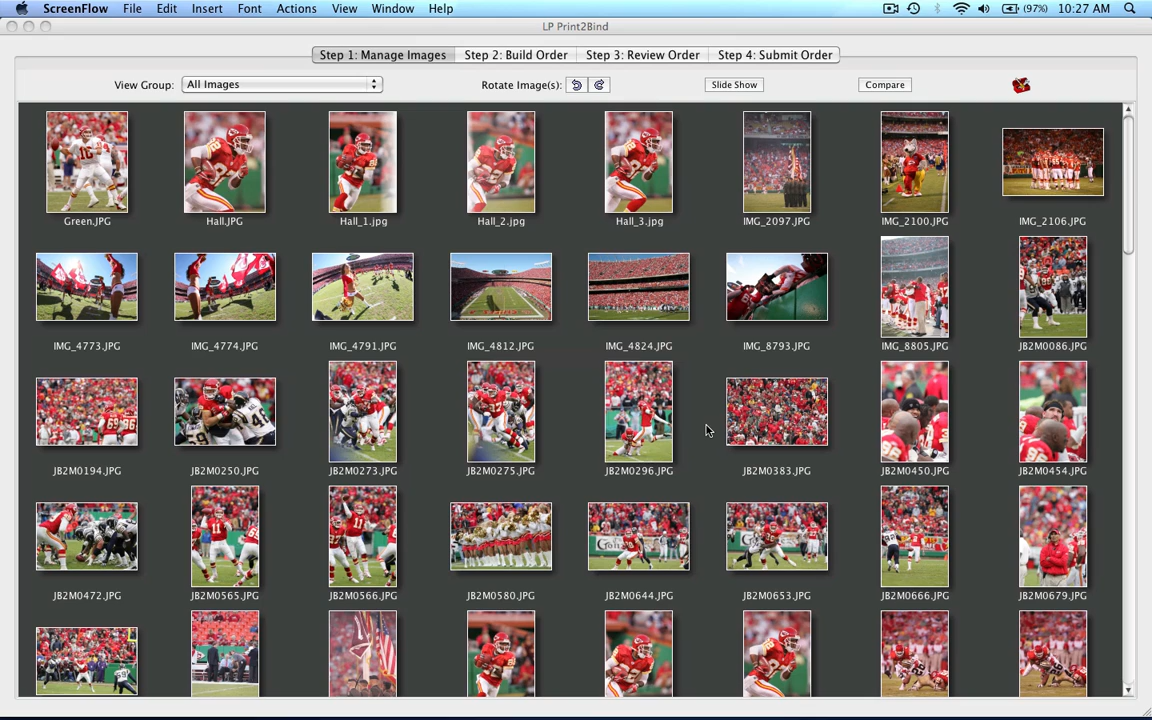 ScreenFlow File Edit Insert Font Actions View Window Help (97%) 10:27 AM
LP Print2Bind
Step 1: Manage Images Step 2: Build Order Step 3: Review Order Step 4: Submit Order
View Group: All Images Rotate Image(s): Slide Show Compare
Green.JPG Hall.JPG Hall_1.jpg Hall_2.jpg Hall_3.jpg IMG_2097.JPG IMG_2100.JPG IMG_2106.JPG
IMG_4773.JPG IMG_4774.JPG IMG_4791.JPG IMG_4812.JPG IMG_4824.JPG IMG_8793.JPG IMG_8805.JPG JB2M0086.JPG
JB2M0194.JPG JB2M0250.JPG JB2M0273.JPG JB2M0275.JPG JB2M0296.JPG JB2M0383.JPG JB2M0450.JPG JB2M0454.JPG
JB2M0472.JPG JB2M0565.JPG JB2M0566.JPG JB2M0580.JPG JB2M0644.JPG JB2M0653.JPG JB2M0666.JPG JB2M0679.JPG